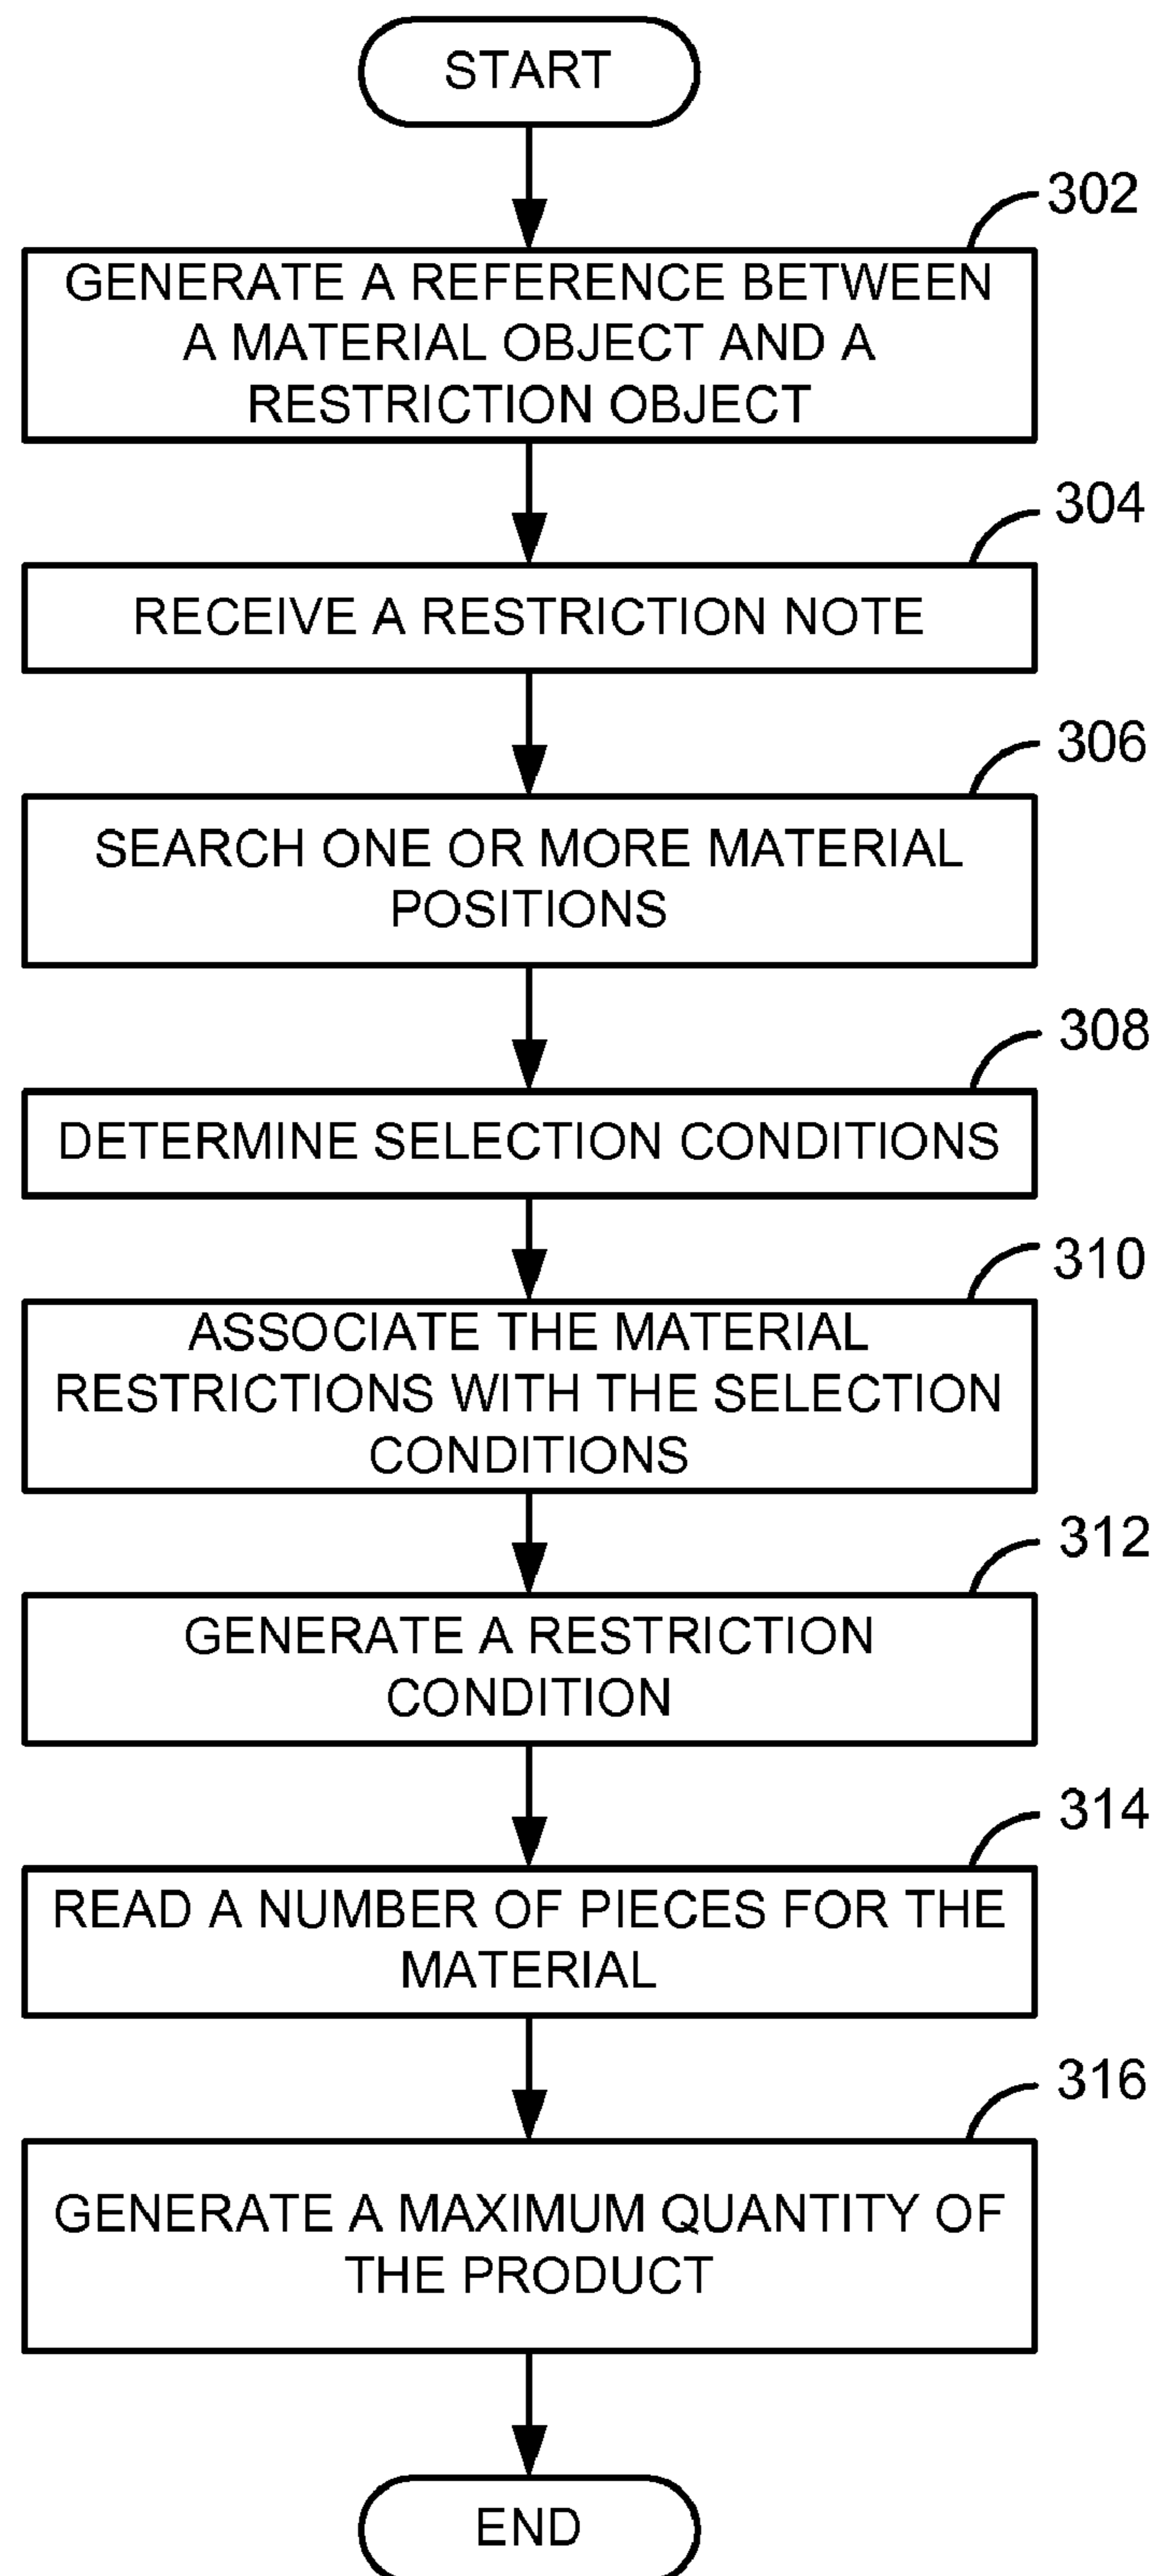 START
302
GENERATE A REFERENCE BETWEEN
A MATERIAL OBJECT AND A
RESTRICTION OBJECT
304
RECEIVE A RESTRICTION NOTE
306
SEARCH ONE OR MORE MATERIAL
POSITIONS
308
DETERMINE SELECTION CONDITIONS
310
ASSOCIATE THE MATERIAL
RESTRICTIONS WITH THE SELECTION
CONDITIONS
312
GENERATE A RESTRICTION
CONDITION
314
READ A NUMBER OF PIECES FOR THE
MATERIAL
316
GENERATE A MAXIMUM QUANTITY OF
THE PRODUCT
END